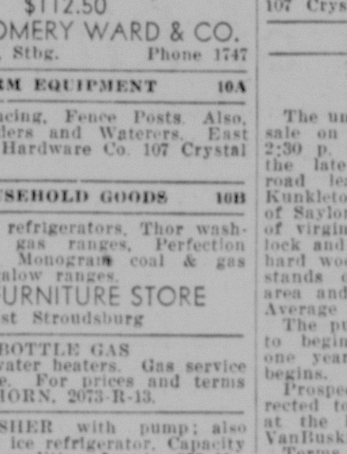 $112.50
OMERY WARD & CO.
, Stbg. Phone 1747
RM EQUIPMENT 10A
ncing, Fence Posts. Also,
ders and Waterers. East
Hardware Co. 107 Crystal
USEHOLD GOODS 10B
refrigerators, Thor wash-
gas ranges, Perfection
Monogram coal & gas
galow ranges.
FURNITURE STORE
st Stroudsburg
BOTTLE GAS
water heaters. Gas service
e. For prices and terms
HORN, 2073-R-13.
SHER with pump; also
ice refrigerator. Capacity
107 Crys
The un
sale on
2:30 p.
the late
road lea
Kunkleto
of Saylor
of virgin
lock and
hard woo
stands o
area and
Average
The pu
to begin
one year
begins.
Prospec
rected to
at the
VanBusk
Terms